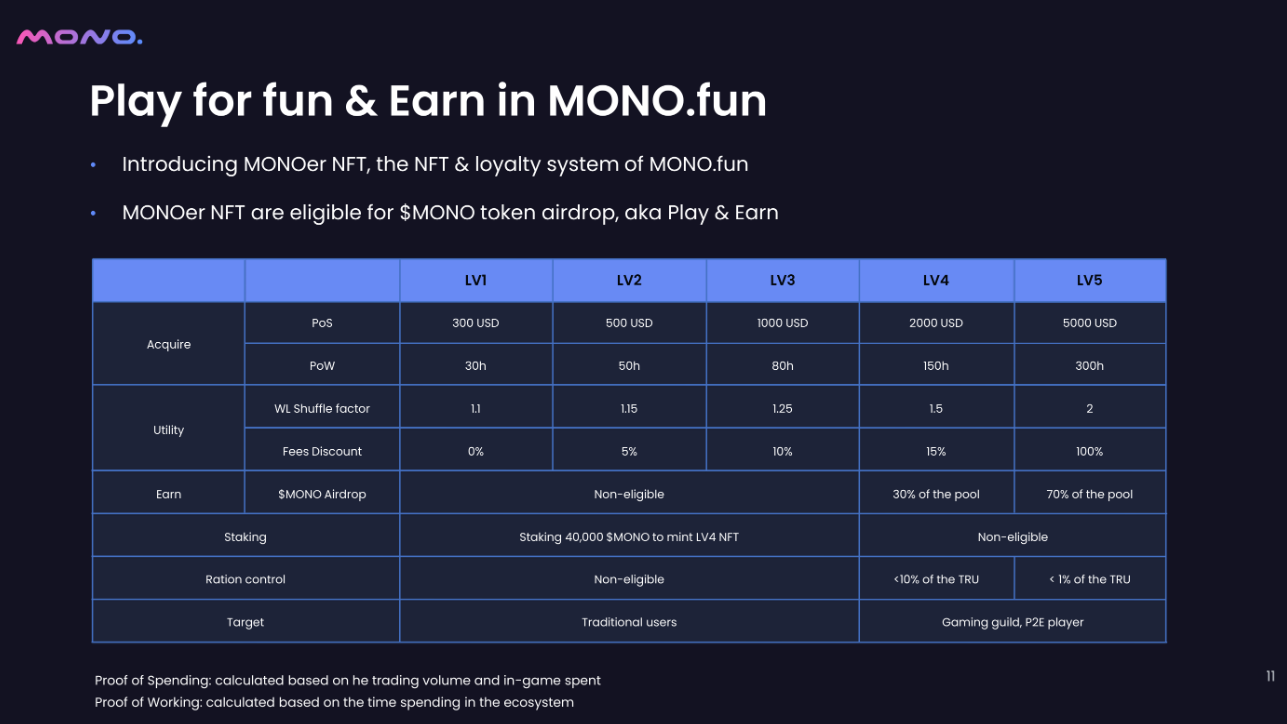 MONO.
Play for fun & Earn in MONO.fun
• Introducing MONOer NFT, the NFT & loyalty system of MONO.fun
• MONOer NFT are eligible for $MONO token airdrop, aka Play & Earn
LV1 LV2 LV3 LV4 LV5
Acquire
PoS 300 USD 500 USD 1000 USD 2000 USD 5000 USD
PoW 30h 50h 80h 150h 300h
Utility
WL Shuffle factor 1.1 1.15 1.25 1.5 2
Fees Discount 0% 5% 10% 15% 100%
Earn $MONO Airdrop Non-eligible 30% of the pool 70% of the pool
Staking Staking 40,000 $MONO to mint LV4 NFT Non-eligible
Ration control Non-eligible <10% of the TRU < 1% of the TRU
Target Traditional users Gaming guild, P2E player
Proof of Spending: calculated based on he trading volume and in-game spent
Proof of Working: calculated based on the time spending in the ecosystem
11